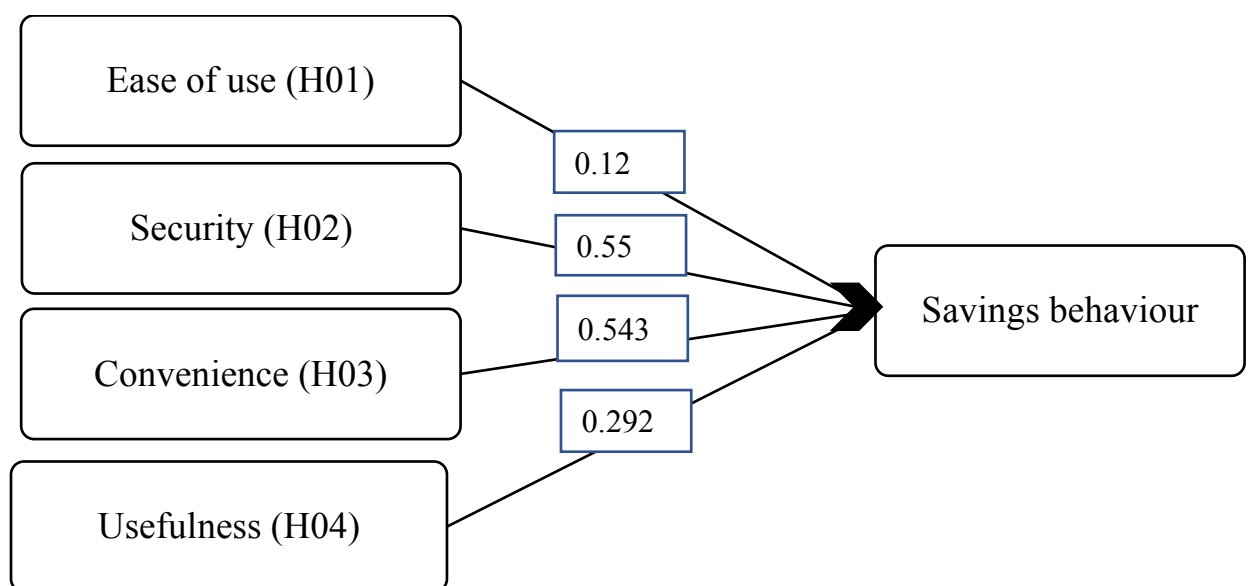 Ease of use (H01)
0.12
Security (H02)
0.55
Savings behaviour
0.543
Convenience (H03)
0.292
Usefulness (H04)